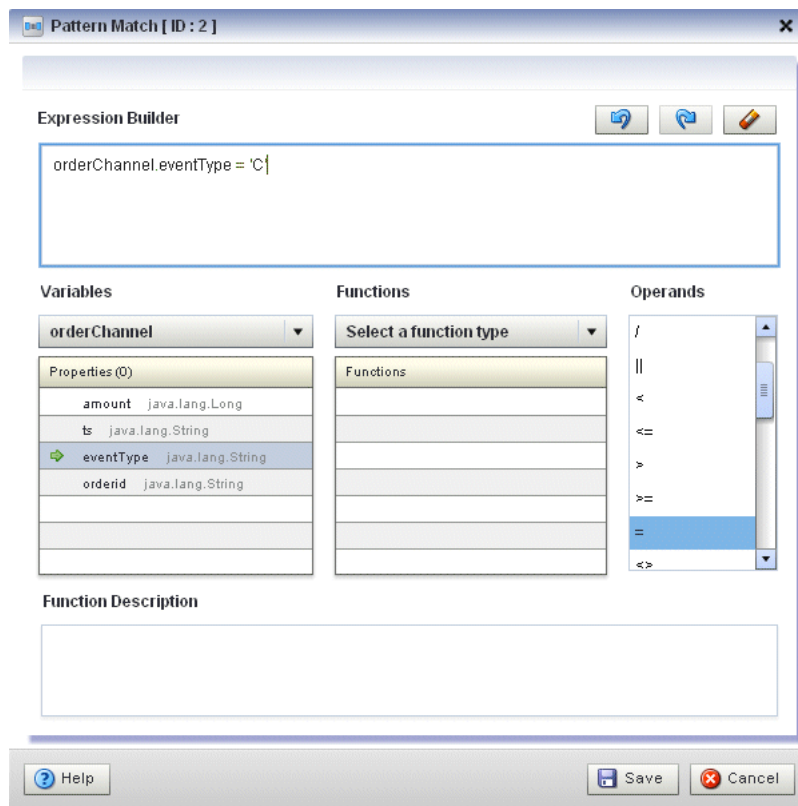 Pattern Match [ ID : 2 ]
Expression Builder
orderChannel.eventType = 'C'
Variables
Functions
Operands
orderChannel
Select a function type
Properties (0)
amount java.lang.Long
ts java.lang.String
eventType java.lang.String
orderid java.lang.String
Functions
/
||
<
<=
>
>=
=
<>
Function Description
Help
Save
Cancel